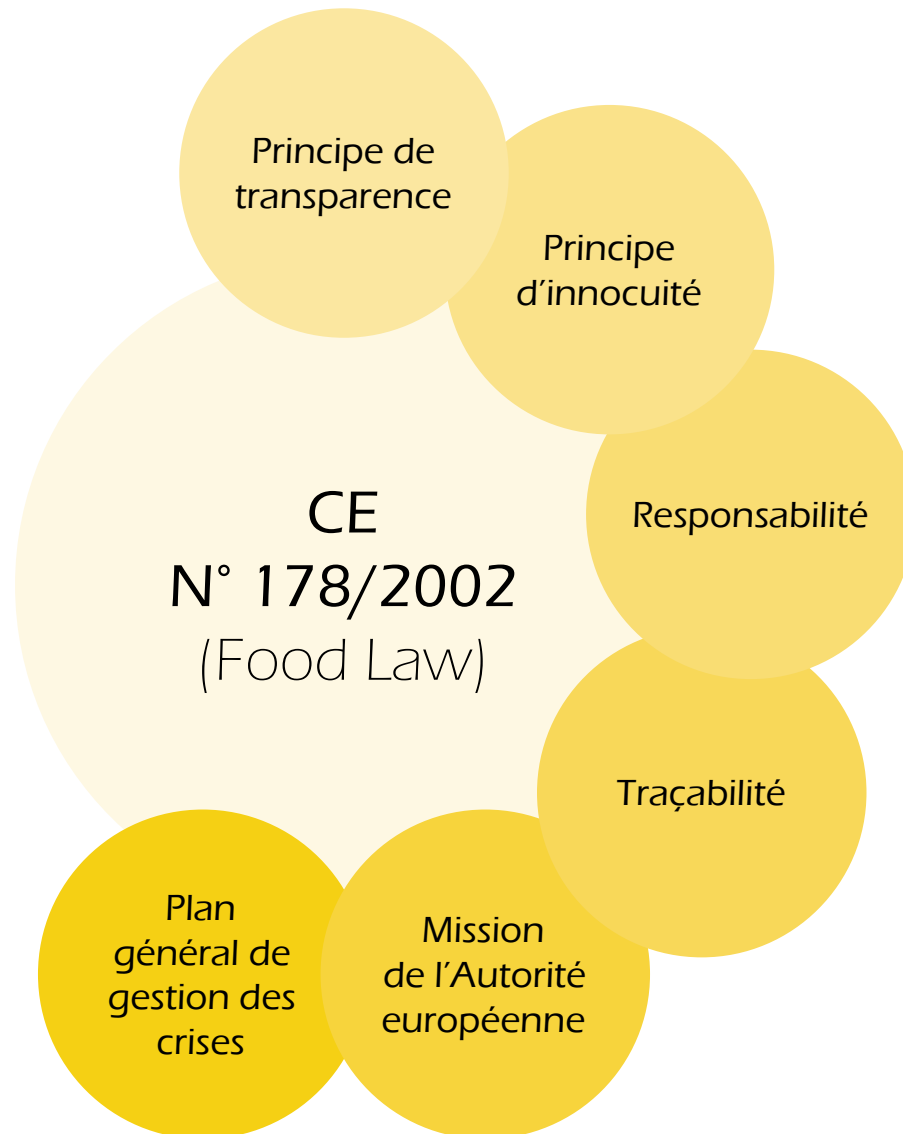 Principe de
transparence
Principe
d'innocuité
CE
N° 178/2002
(Food Law)
Responsabilité
Traçabilité
Mission
de l'Autorité
européenne
Plan
général de
gestion des
crises